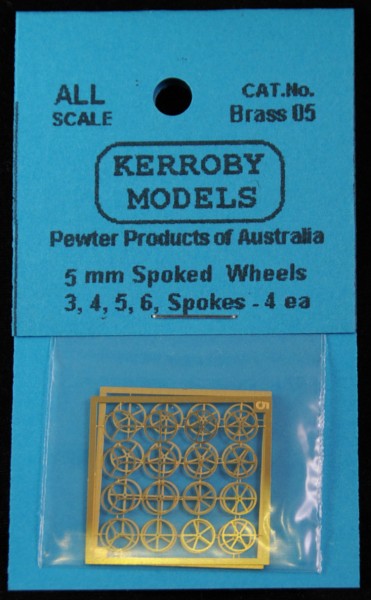 ALL
SCALE
CAT.No.
Brass 05
KERROBY
MODELS
Pewter Products of Australia
5 mm Spoked Wheels
3, 4, 5, 6, Spokes - 4 ea
5